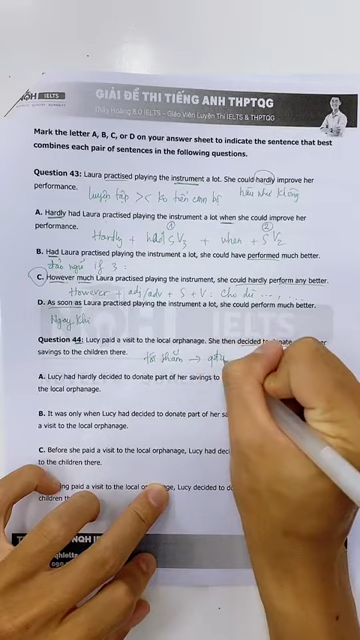 NQH IELTS
GIẢI ĐỀ THI TIẾNG ANH THPTQG
Thầy Hoàng 8.0 IELTS - Giáo Viên Luyện Thi IELTS & THPTQG
Mark the letter A, B, C, or D on your answer sheet to indicate the sentence that best
combines each pair of sentences in the following questions.
Question 43: Laura practised playing the instrument a lot. She could hardly improve her
performance.
luyện tập >< ko tiến
hầu như không
A. Hardly had Laura practised playing the instrument a lot when she could improve her
performance.
① ②
Hardly + had S V3 + when + S V2
B. Had Laura practised playing the instrument a lot, she could have performed much better.
đảo ngữ if 3 :
C. However much Laura practised playing the instrument, she could hardly perform any better.
However + adj/adv + S + V : Cho dù ...,
D. As soon as Laura practised playing the instrument a lot, she could perform much better.
Ngay khi
Question 44: Lucy paid a visit to the local orphanage. She then decided to
savings to the children there.
tới thăm → quyết
A. Lucy had hardly decided to donate part of her savings to
the local orphanage.
B. It was only when Lucy had decided to donate part of her
a visit to the local orphanage.
C. Before she paid a visit to the local orphanage, Lucy had
to the children there.
paid a visit to the local Lucy decided to
children